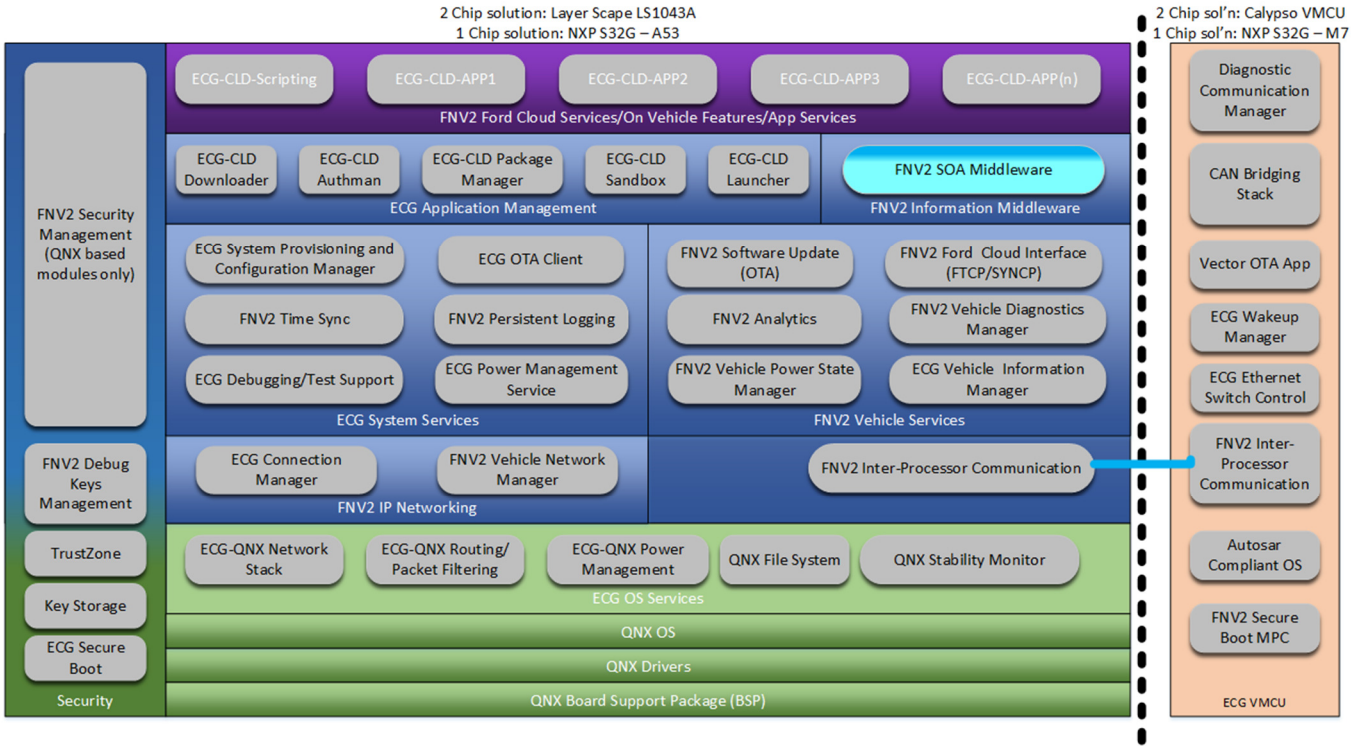 2 Chip solution: Layer Scape LS1043A
1 Chip solution: NXP S32G – A53
2 Chip sol'n: Calypso VMCU
1 Chip sol'n: NXP S32G – M7
FNV2 Security
Management
(QNX based
modules only)
FNV2 Debug
Keys
Management
TrustZone
Key Storage
ECG Secure
Boot
Security
ECG-CLD-Scripting
ECG-CLD-APP1
ECG-CLD-APP2
ECG-CLD-APP3
ECG-CLD-APP(n)
FNV2 Ford Cloud Services/On Vehicle Features/App Services
ECG-CLD
Downloader
ECG-CLD
Authman
ECG-CLD Package
Manager
ECG-CLD
Sandbox
ECG-CLD
Launcher
ECG Application Management
FNV2 SOA Middleware
FNV2 Information Middleware
ECG System Provisioning and
Configuration Manager
ECG OTA Client
FNV2 Time Sync
FNV2 Persistent Logging
ECG Debugging/Test Support
ECG Power Management
Service
ECG System Services
FNV2 Software Update
(OTA)
FNV2 Ford  Cloud Interface
(FTCP/SYNCP)
FNV2 Analytics
FNV2 Vehicle Diagnostics
Manager
FNV2 Vehicle Power State
Manager
ECG Vehicle  Information
Manager
FNV2 Vehicle Services
ECG Connection
Manager
FNV2 Vehicle Network
Manager
FNV2 IP Networking
FNV2 Inter-Processor Communication
ECG-QNX Network
Stack
ECG-QNX Routing/
Packet Filtering
ECG-QNX Power
Management
QNX File System
QNX Stability Monitor
ECG OS Services
QNX OS
QNX Drivers
QNX Board Support Package (BSP)
Diagnostic
Communication
Manager
CAN Bridging
Stack
Vector OTA App
ECG Wakeup
Manager
ECG Ethernet
Switch Control
FNV2 Inter-
Processor
Communication
Autosar
Compliant OS
FNV2 Secure
Boot MPC
ECG VMCU